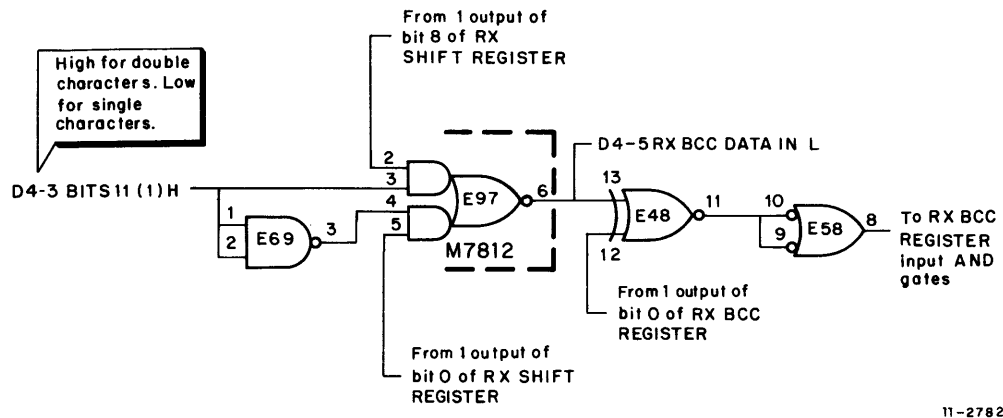 From 1 output of
bit 8 of RX
SHIFT REGISTER
High for double
characters. Low
for single
characters.
D4-3 BITS 11 (1) H
1
2
E69
3
2
3
4
5
E97
6
M7812
D4-5 RX BCC DATA IN L
13
12
E48
11
10
9
E58
8
To RX BCC
REGISTER
input AND
gates
From 1 output of
bit 0 of RX BCC
REGISTER
From 1 output of
bit 0 of RX SHIFT
REGISTER
11-2782